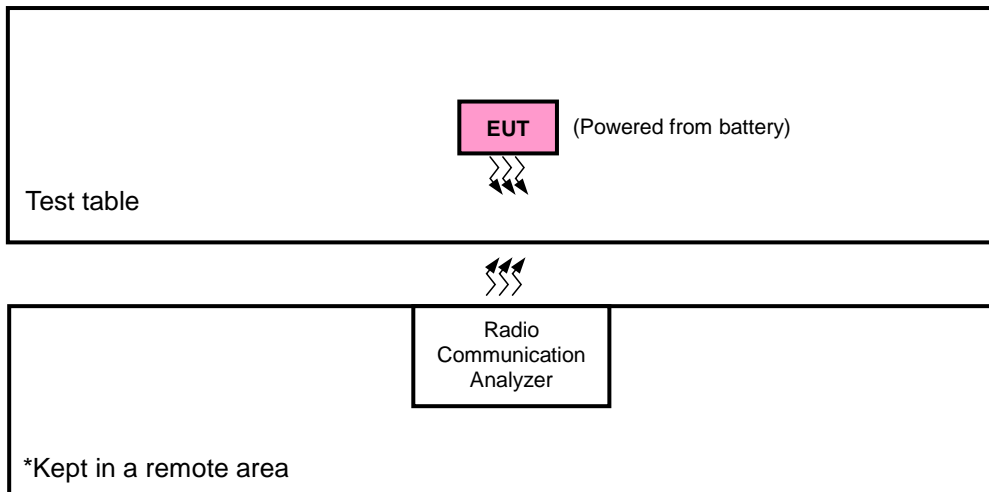 EUT (Powered from battery)
Test table
Radio
Communication
Analyzer
*Kept in a remote area